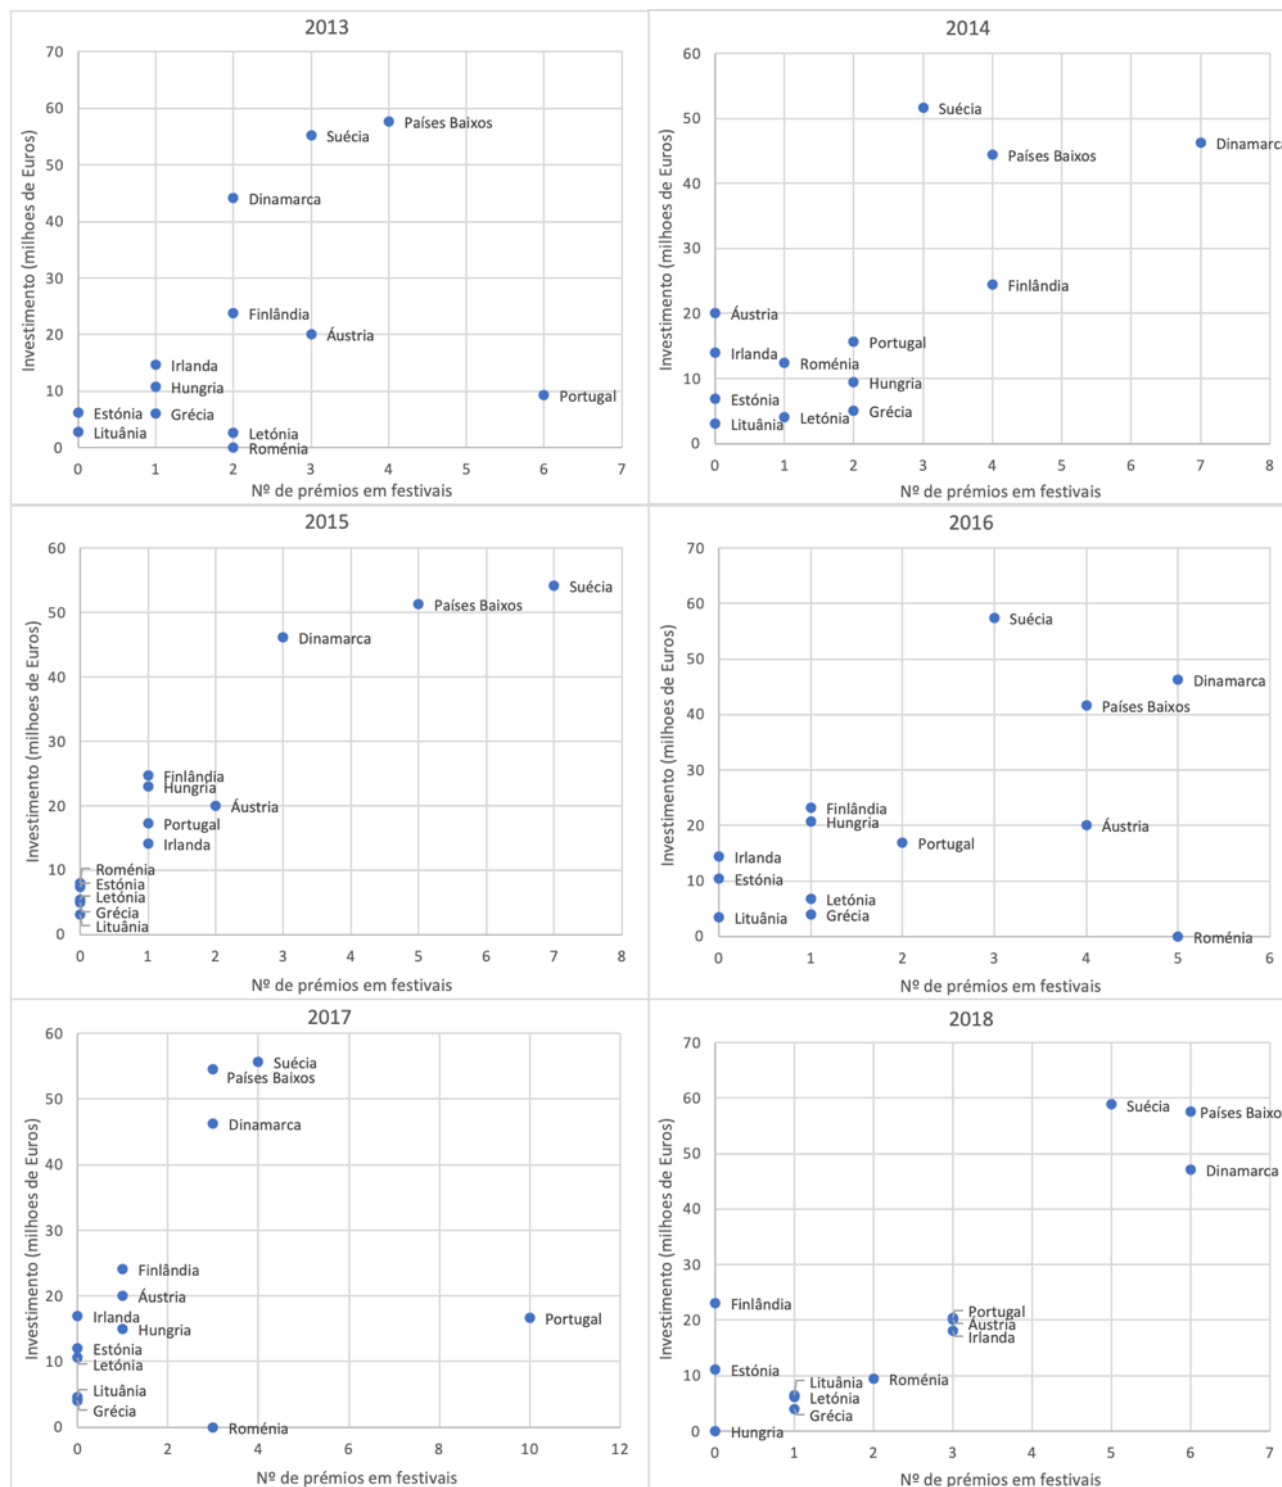 2013
70
60
50
40
30
20
10
0
Investimento (milhoes de Euros)
Países Baixos
Suécia
Dinamarca
Finlândia
Áustria
Irlanda
Hungria
Portugal
Estónia
Grécia
Lituânia
Letónia
Roménia
0 1 2 3 4 5 6 7
Nº de prémios em festivais
2014
60
50
40
30
20
10
0
Investimento (milhoes de Euros)
Suécia
Dinamarca
Países Baixos
Finlândia
Áustria
Portugal
Irlanda
Roménia
Hungria
Estónia
Grécia
Letónia
Lituânia
0 1 2 3 4 5 6 7 8
Nº de prémios em festivais
2015
60
50
40
30
20
10
0
Investimento (milhoes de Euros)
Suécia
Países Baixos
Dinamarca
Finlândia
Hungria
Áustria
Portugal
Irlanda
Roménia
Estónia
Letónia
Grécia
Lituânia
0 1 2 3 4 5 6 7 8
Nº de prémios em festivais
2016
70
60
50
40
30
20
10
0
Investimento (milhoes de Euros)
Suécia
Dinamarca
Países Baixos
Finlândia
Hungria
Áustria
Portugal
Irlanda
Estónia
Letónia
Grécia
Lituânia
Roménia
0 1 2 3 4 5 6
Nº de prémios em festivais
2017
60
50
40
30
20
10
0
Investimento (milhoes de Euros)
Suécia
Países Baixos
Dinamarca
Finlândia
Áustria
Irlanda
Portugal
Hungria
Estónia
Letónia
Lituânia
Grécia
Roménia
0 2 4 6 8 10 12
Nº de prémios em festivais
2018
70
60
50
40
30
20
10
0
Investimento (milhoes de Euros)
Suécia
Países Baixo
Dinamarca
Finlândia
Portugal
Áustria
Irlanda
Estónia
Lituânia
Roménia
Letónia
Grécia
Hungria
0 1 2 3 4 5 6 7
Nº de prémios em festivais